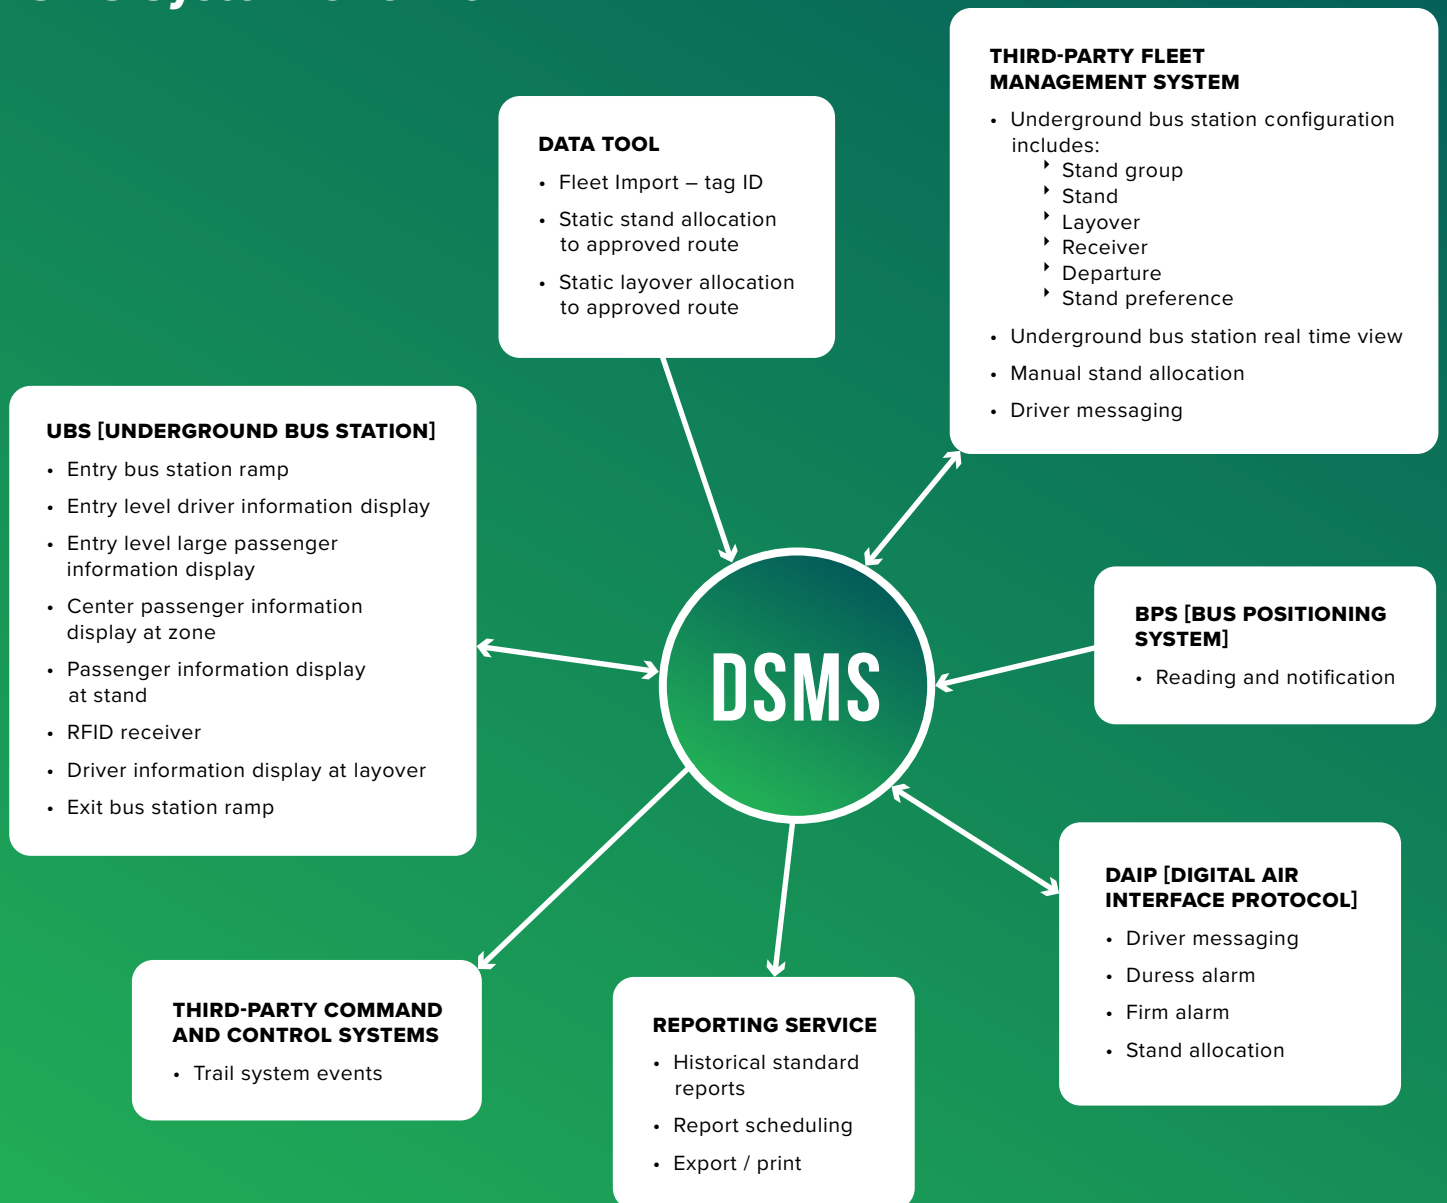 THIRD-PARTY FLEET
MANAGEMENT SYSTEM
• Underground bus station configuration
includes:
‣ Stand group
‣ Stand
‣ Layover
‣ Receiver
‣ Departure
‣ Stand preference
• Underground bus station real time view
• Manual stand allocation
• Driver messaging
DATA TOOL
• Fleet Import – tag ID
• Static stand allocation
to approved route
• Static layover allocation
to approved route
UBS [UNDERGROUND BUS STATION]
• Entry bus station ramp
• Entry level driver information display
• Entry level large passenger
information display
• Center passenger information
display at zone
• Passenger information display
at stand
• RFID receiver
• Driver information display at layover
• Exit bus station ramp
DSMS
BPS [BUS POSITIONING
SYSTEM]
• Reading and notification
DAIP [DIGITAL AIR
INTERFACE PROTOCOL]
• Driver messaging
• Duress alarm
• Firm alarm
• Stand allocation
THIRD-PARTY COMMAND
AND CONTROL SYSTEMS
• Trail system events
REPORTING SERVICE
• Historical standard
reports
• Report scheduling
• Export / print